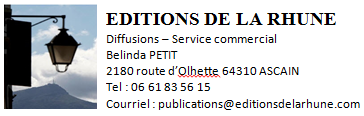 EDITIONS DE LA RHUNE
Diffusions – Service commercial
Belinda PETIT
2180 route d'Olhette 64310 ASCAIN
Tel : 06 61 83 56 15
Courriel : publications@editionsdelarhune.com